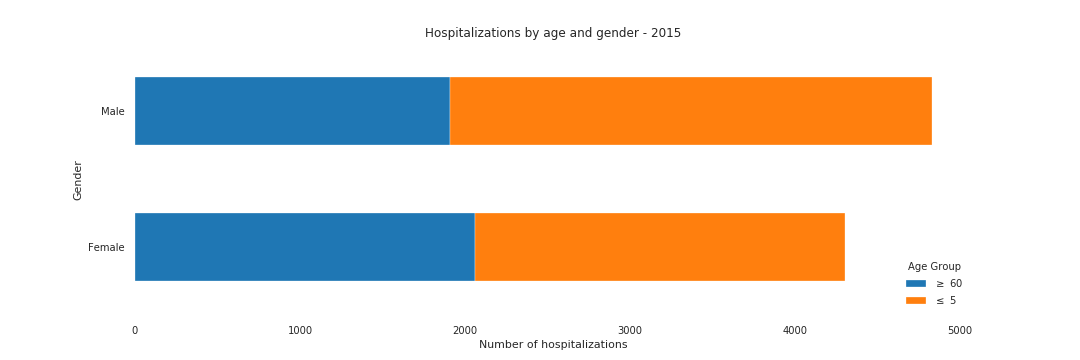 Hospitalizations by age and gender - 2015
Male
Gender
Female
Age Group
≥ 60
≤ 5
0 1000 2000 3000 4000 5000
Number of hospitalizations